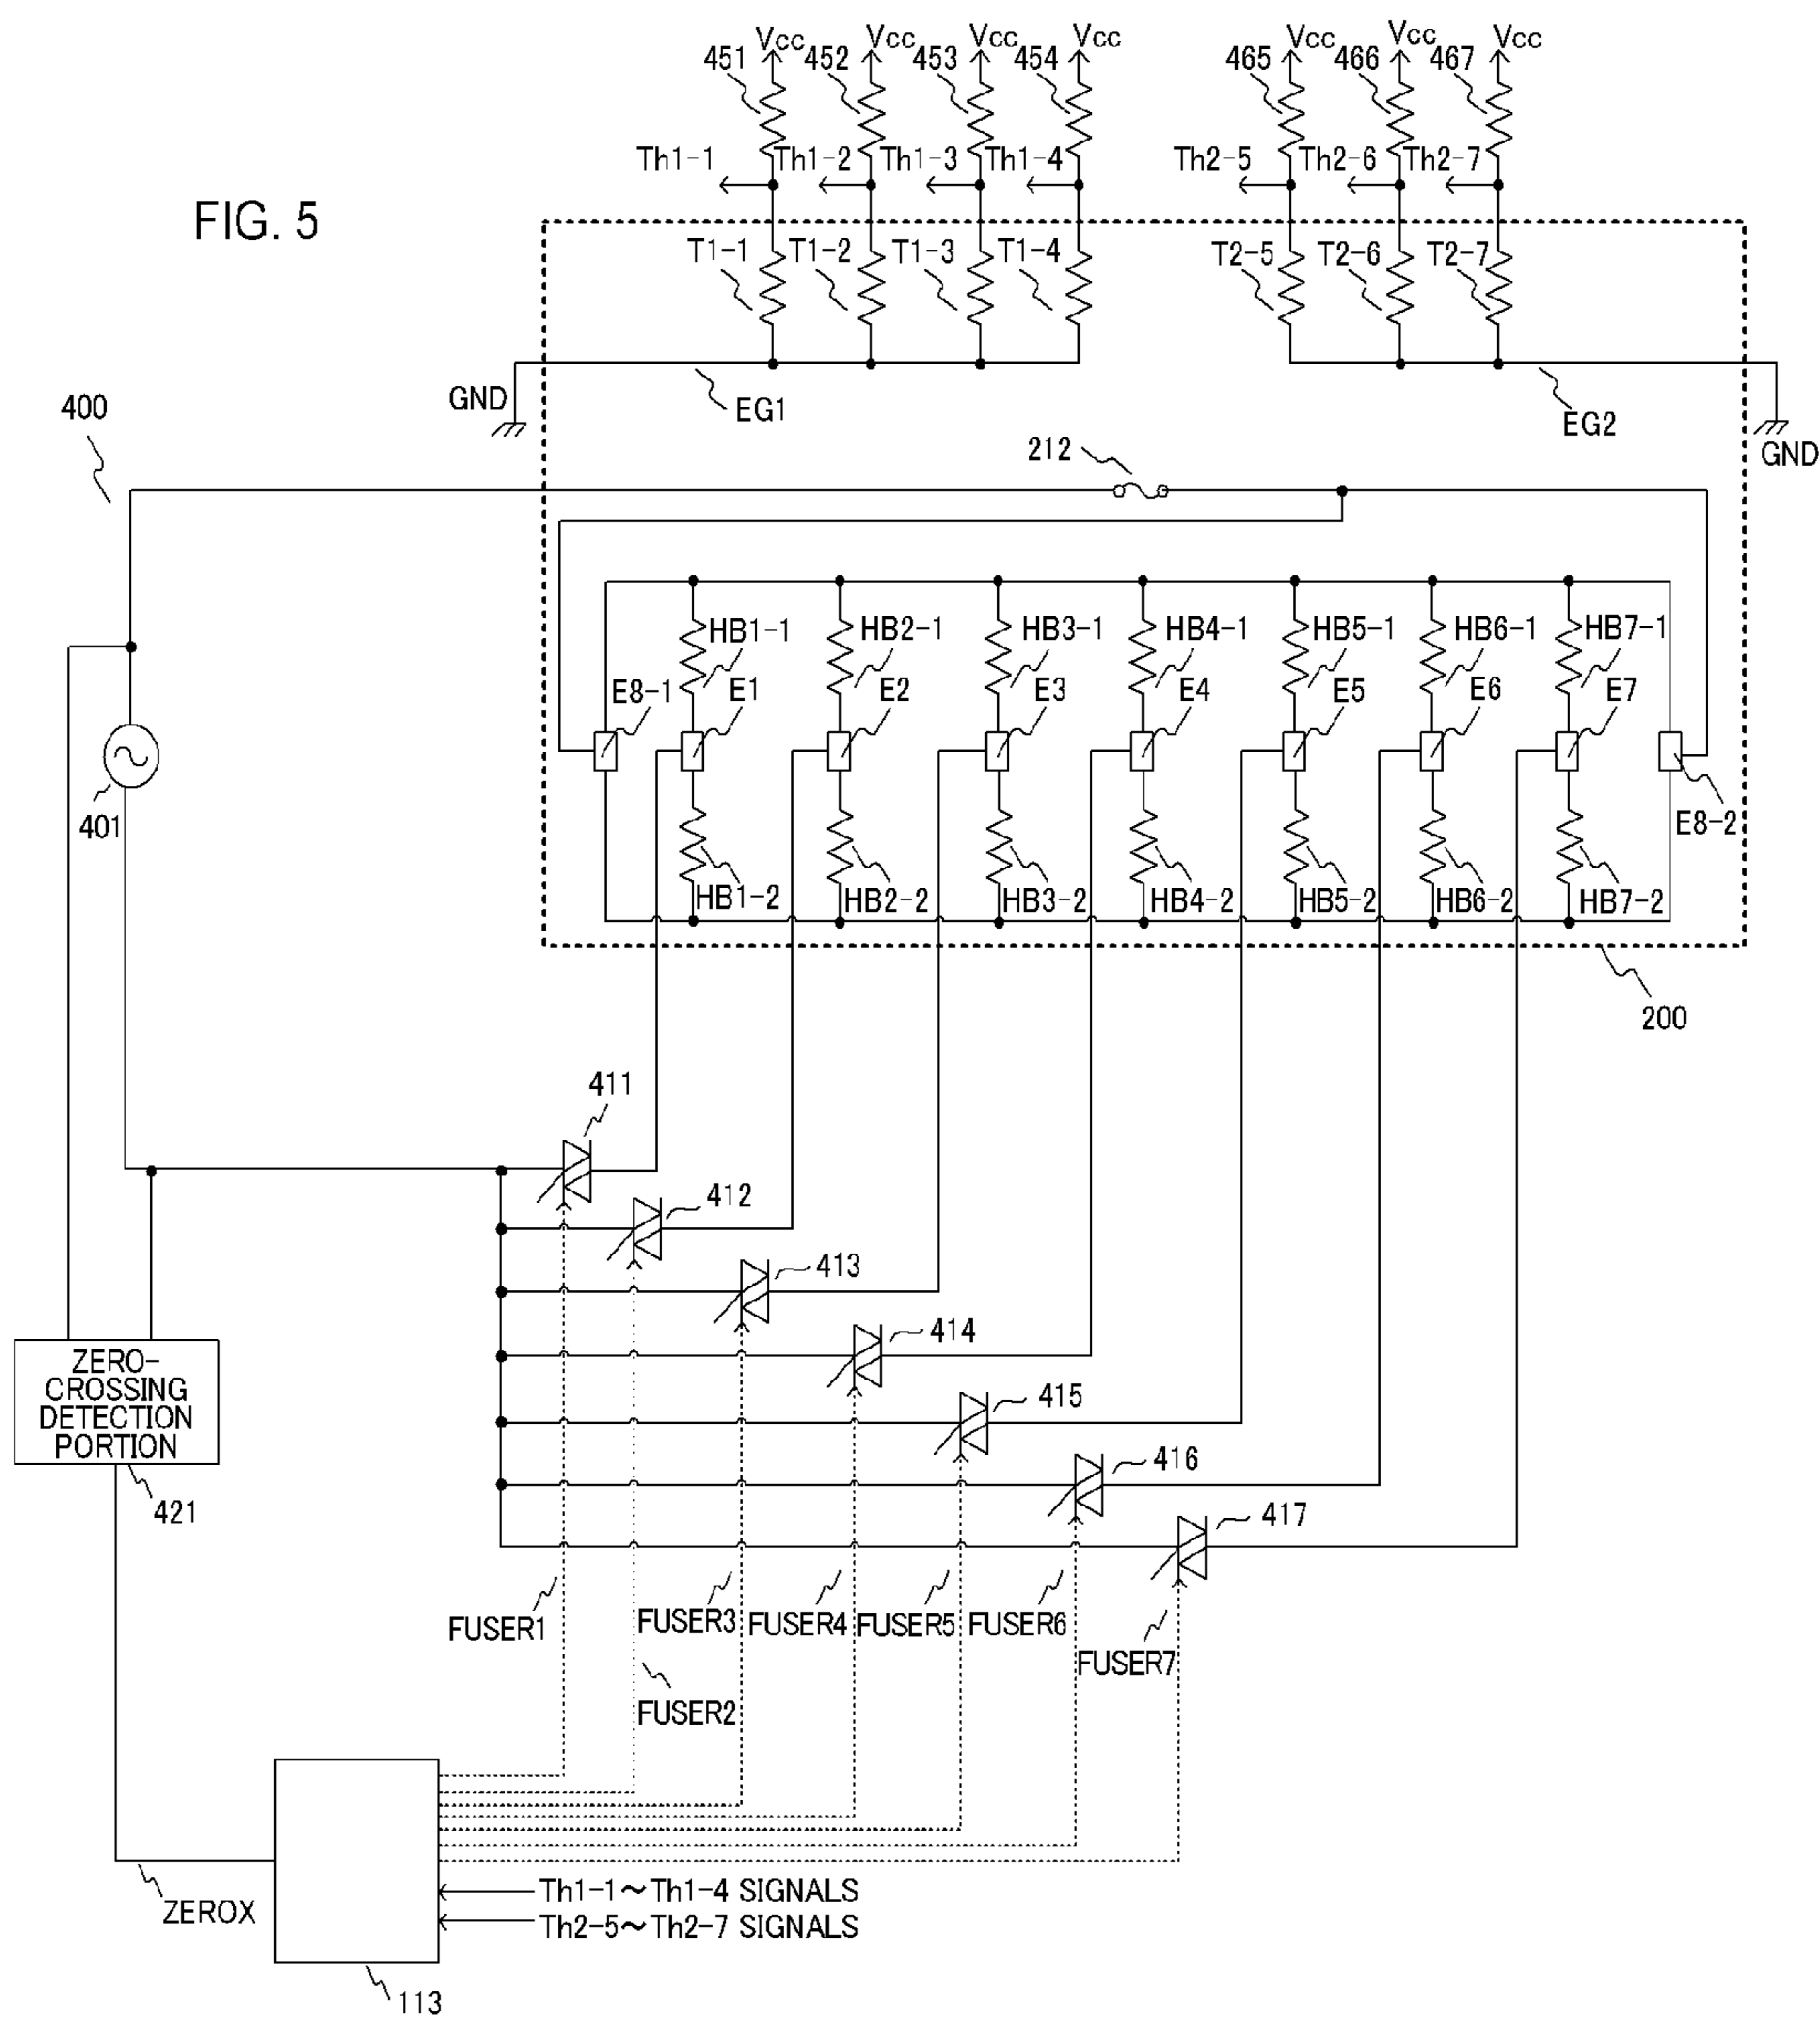 Vcc Vcc Vcc Vcc Vcc Vcc Vcc
451 452 453 454 465 466 467
Th1-1 Th1-2 Th1-3 Th1-4 Th2-5 Th2-6 Th2-7
FIG. 5
T1-1 T1-2 T1-3 T1-4 T2-5 T2-6 T2-7
GND EG1 EG2 GND
400
212
HB1-1 HB2-1 HB3-1 HB4-1 HB5-1 HB6-1 HB7-1
E8-1 E1 E2 E3 E4 E5 E6 E7
401 E8-2
HB1-2 HB2-2 HB3-2 HB4-2 HB5-2 HB6-2 HB7-2
200
411
412
413
414
415
416
417
ZERO-
CROSSING
DETECTION
PORTION
421
FUSER1 FUSER3 FUSER4 FUSER5 FUSER6
FUSER7
FUSER2
ZEROX
Th1-1～Th1-4 SIGNALS
Th2-5～Th2-7 SIGNALS
113